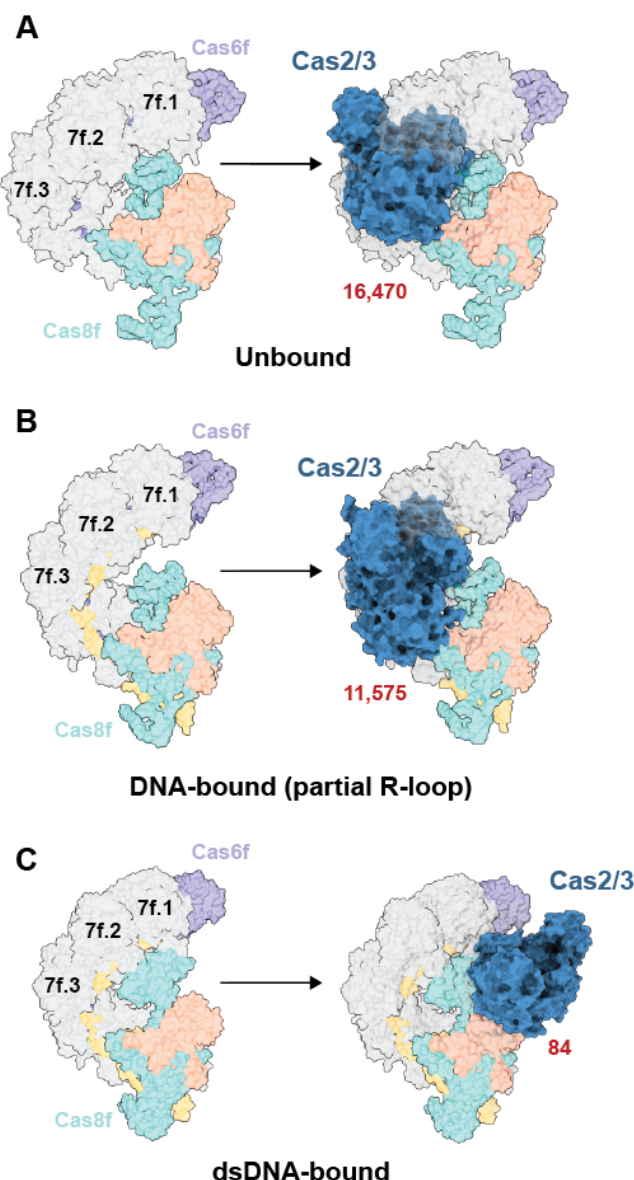 A
Cas6f
7f.1
7f.2
7f.3
Cas8f
Cas2/3
16,470
Unbound
B
Cas6f
7f.1
7f.2
7f.3
Cas8f
Cas2/3
11,575
DNA-bound (partial R-loop)
C
Cas6f
7f.1
7f.2
7f.3
Cas8f
Cas2/3
84
dsDNA-bound